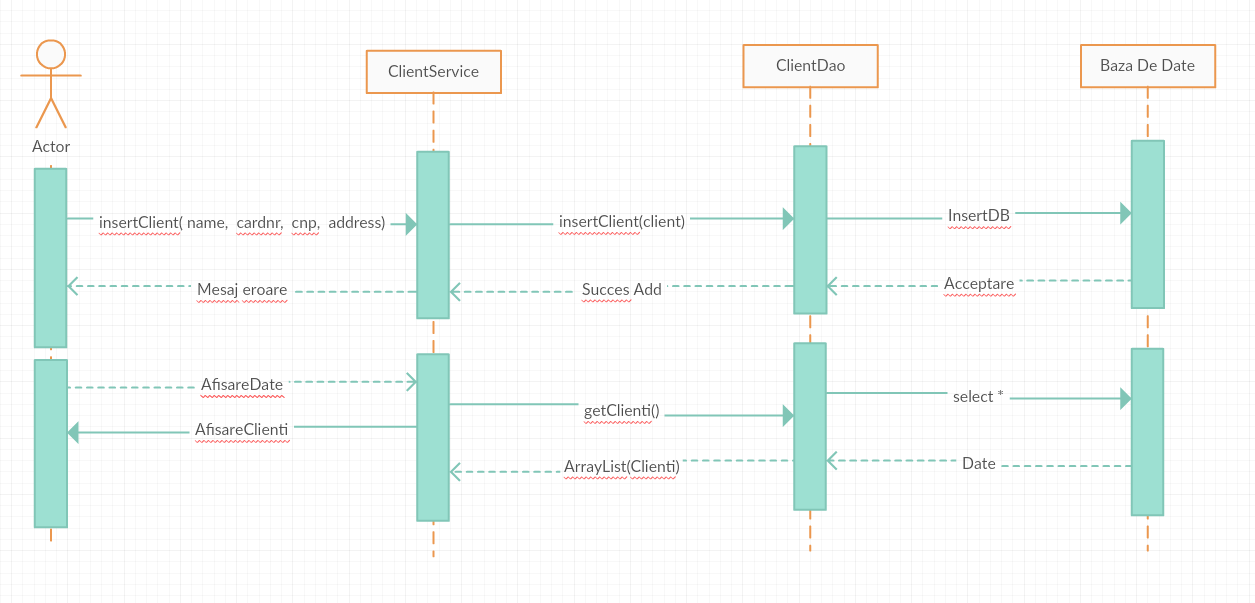 ClientService
ClientDao
Baza De Date
Actor
insertClient( name, cardnr, cnp, address)
insertClient(client)
InsertDB
Mesaj eroare
Succes Add
Acceptare
AfisareDate
getClienti()
select *
AfisareClienti
ArrayList(Clienti)
Date